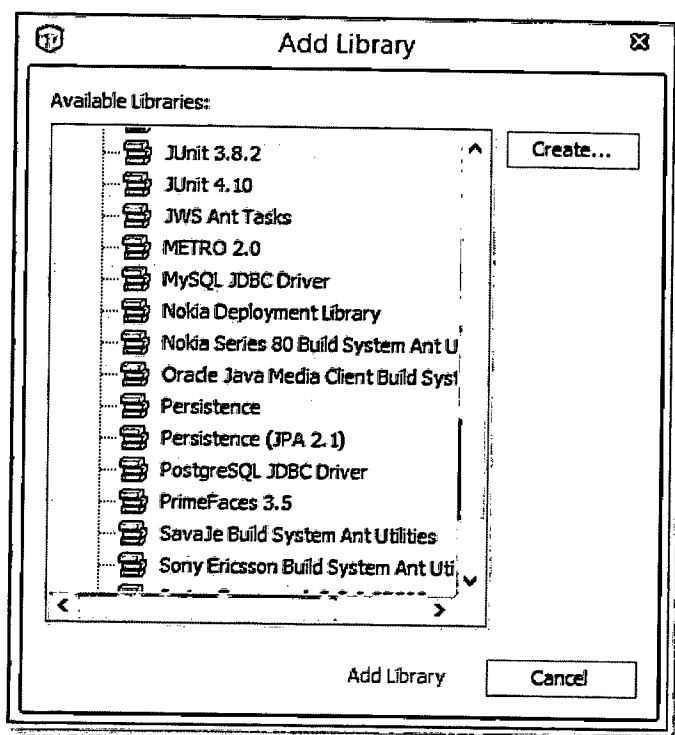 Add Library
Available Libraries:
Create...
JUnit 3.8.2
JUnit 4.10
JWS Ant Tasks
METRO 2.0
MySQL JDBC Driver
Nokia Deployment Library
Nokia Series 80 Build System Ant U
Oracle Java Media Client Build Syst
Persistence
Persistence (JPA 2.1)
PostgreSQL JDBC Driver
PrimeFaces 3.5
SavaJe Build System Ant Utilities
Sony Ericsson Build System Ant Uti
Add Library
Cancel